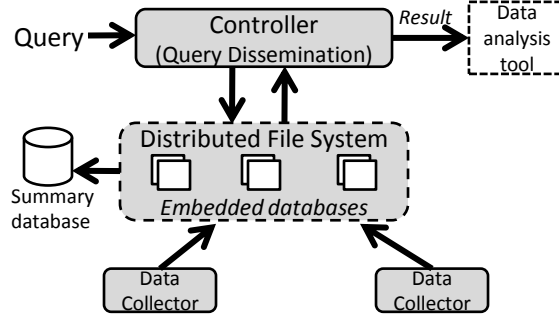 Query
Controller
(Query Dissemination)
Result
Data
analysis
tool
Distributed File System
Embedded databases
Summary
database
Data
Collector
Data
Collector